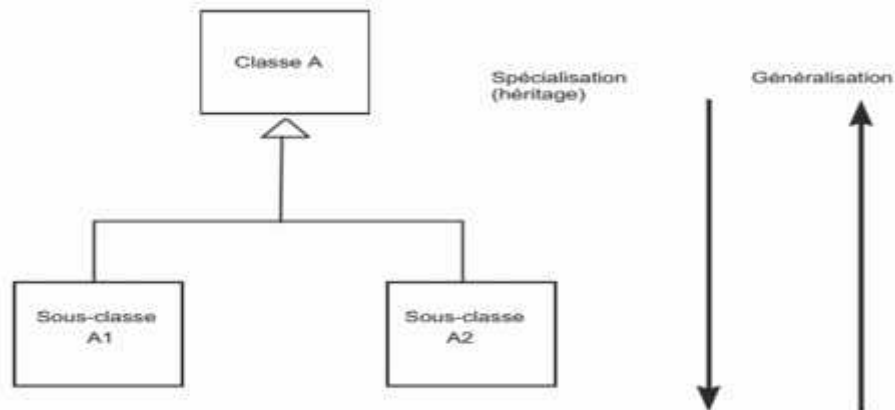 Classe A
Spécialisation
(héritage)
Généralisation
Sous-classe
A1
Sous-classe
A2